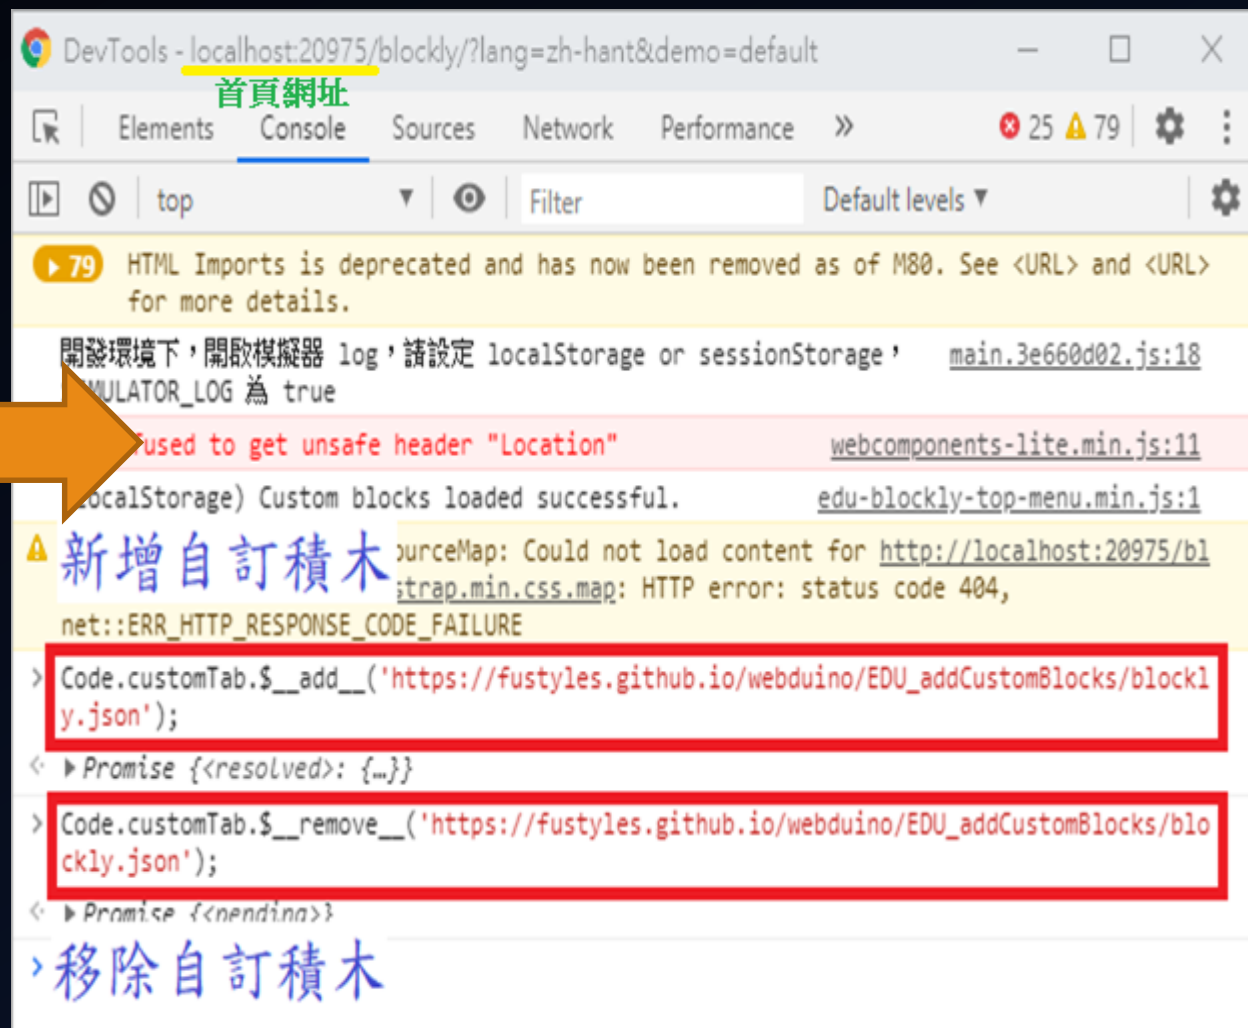 DevTools - localhost:20975/blockly/?lang=zh-hant&demo=default
首頁網址
Elements Console Sources Network Performance » 25 79
top Filter Default levels
79 HTML Imports is deprecated and has now been removed as of M80. See <URL> and <URL>
for more details.
開發環境下，開啟模擬器 log，請設定 localStorage or sessionStorage， main.3e660d02.js:18
MULATOR_LOG 為 true
fused to get unsafe header "Location" webcomponents-lite.min.js:11
ocalStorage) Custom blocks loaded successful. edu-blockly-top-menu.min.js:1
新增自訂積木
ourceMap: Could not load content for http://localhost:20975/bl
strap.min.css.map: HTTP error: status code 404,
net::ERR_HTTP_RESPONSE_CODE_FAILURE
> Code.customTab.$__add__('https://fustyles.github.io/webduino/EDU_addCustomBlocks/blockl
y.json');
Promise {<resolved>: {…}}
> Code.customTab.$__remove__('https://fustyles.github.io/webduino/EDU_addCustomBlocks/blo
ckly.json');
Promise {<pending>}
移除自訂積木